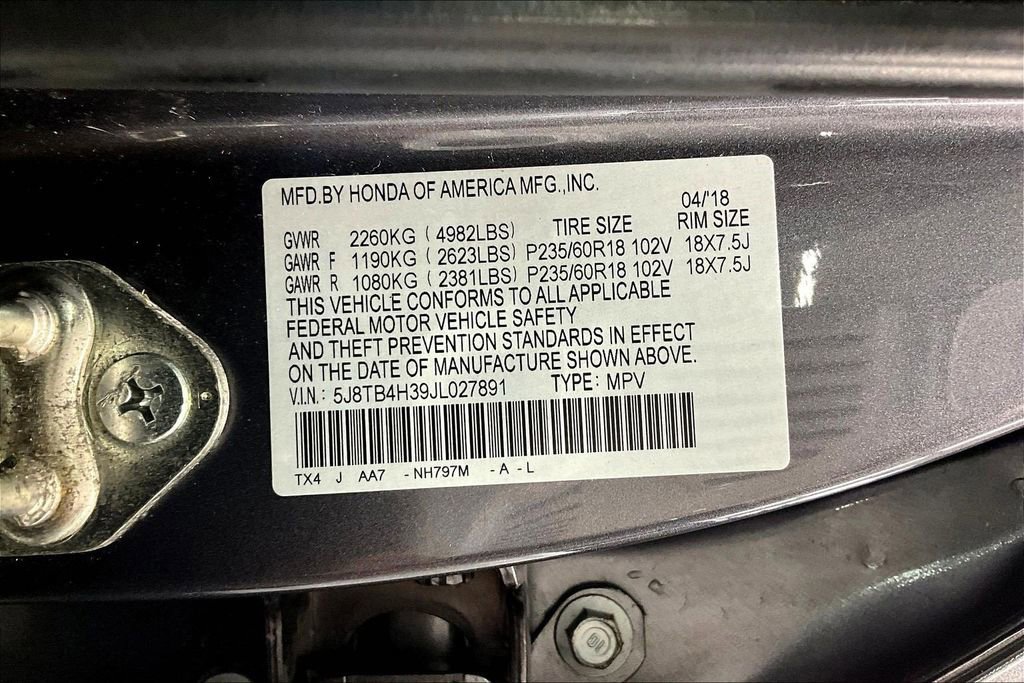 MFD.BY HONDA OF AMERICA MFG.,INC.
04/'18
GVWR 2260KG ( 4982LBS) TIRE SIZE RIM SIZE
GAWR F 1190KG ( 2623LBS) P235/60R18 102V 18X7.5J
GAWR R 1080KG ( 2381LBS) P235/60R18 102V 18X7.5J
THIS VEHICLE CONFORMS TO ALL APPLICABLE
FEDERAL MOTOR VEHICLE SAFETY
AND THEFT PREVENTION STANDARDS IN EFFECT
ON THE DATE OF MANUFACTURE SHOWN ABOVE.
V.I.N.: 5J8TB4H39JL027891 TYPE: MPV
TX4 J AA7 -NH797M -A -L